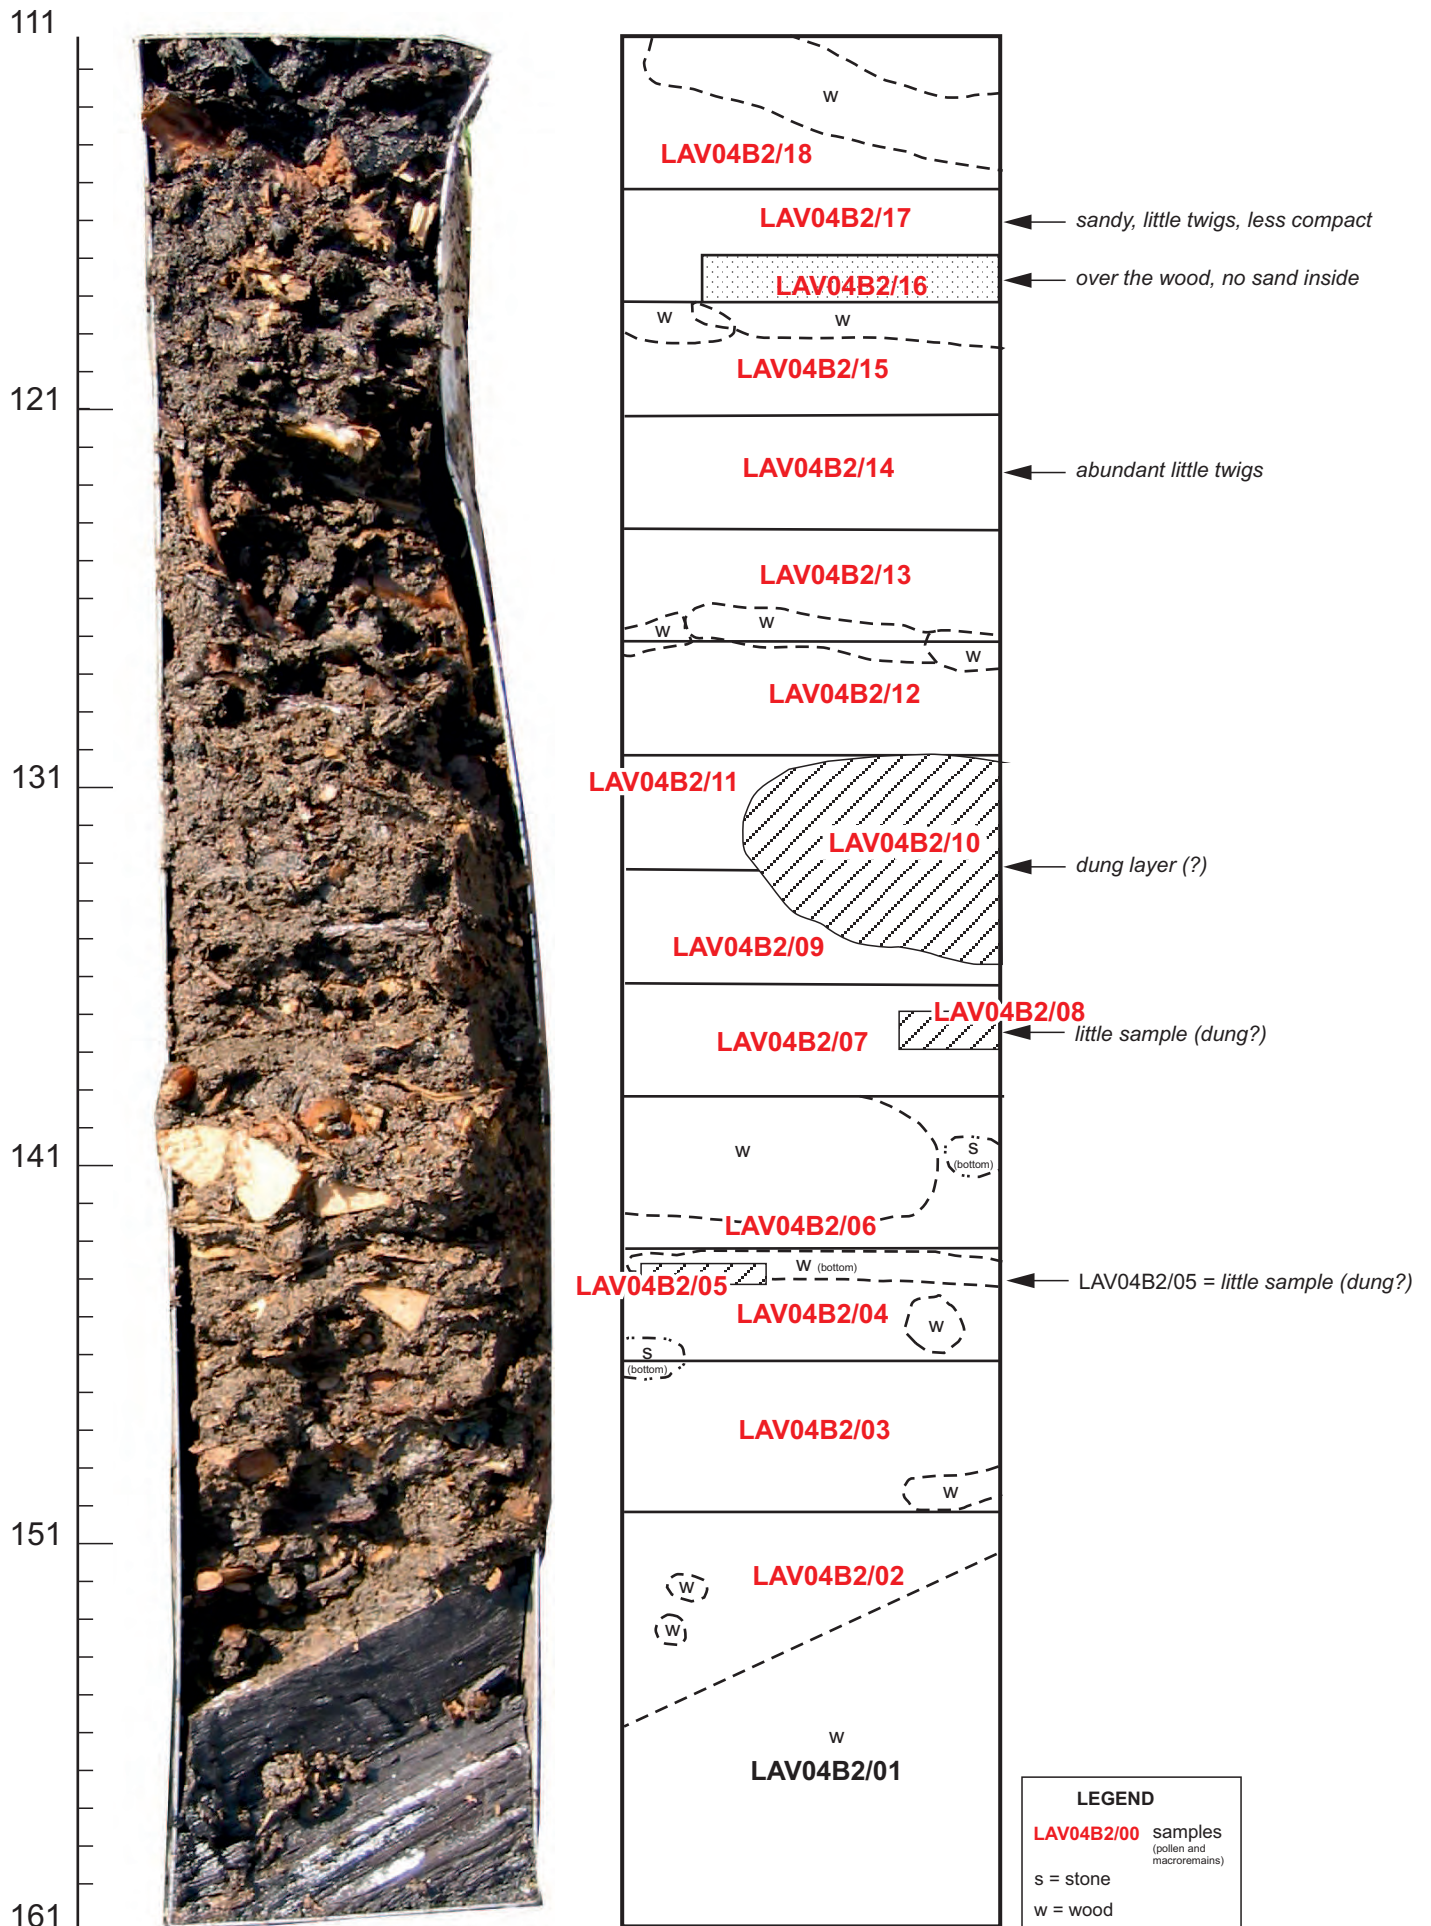 111
w
LAV04B2/18
LAV04B2/17
sandy, little twigs, less compact
LAV04B2/16
over the wood, no sand inside
w
w
LAV04B2/15
121
LAV04B2/14
abundant little twigs
LAV04B2/13
w
w
w
LAV04B2/12
131
LAV04B2/11
LAV04B2/10
dung layer (?)
LAV04B2/09
LAV04B2/08
LAV04B2/07
little sample (dung?)
141
w
s
(bottom)
LAV04B2/06
w (bottom)
LAV04B2/05
LAV04B2/05 = little sample (dung?)
LAV04B2/04
w
s
(bottom)
LAV04B2/03
w
151
LAV04B2/02
w
w
w
LAV04B2/01
LEGEND
LAV04B2/00 samples
(pollen and
macroremains)
s = stone
w = wood
161